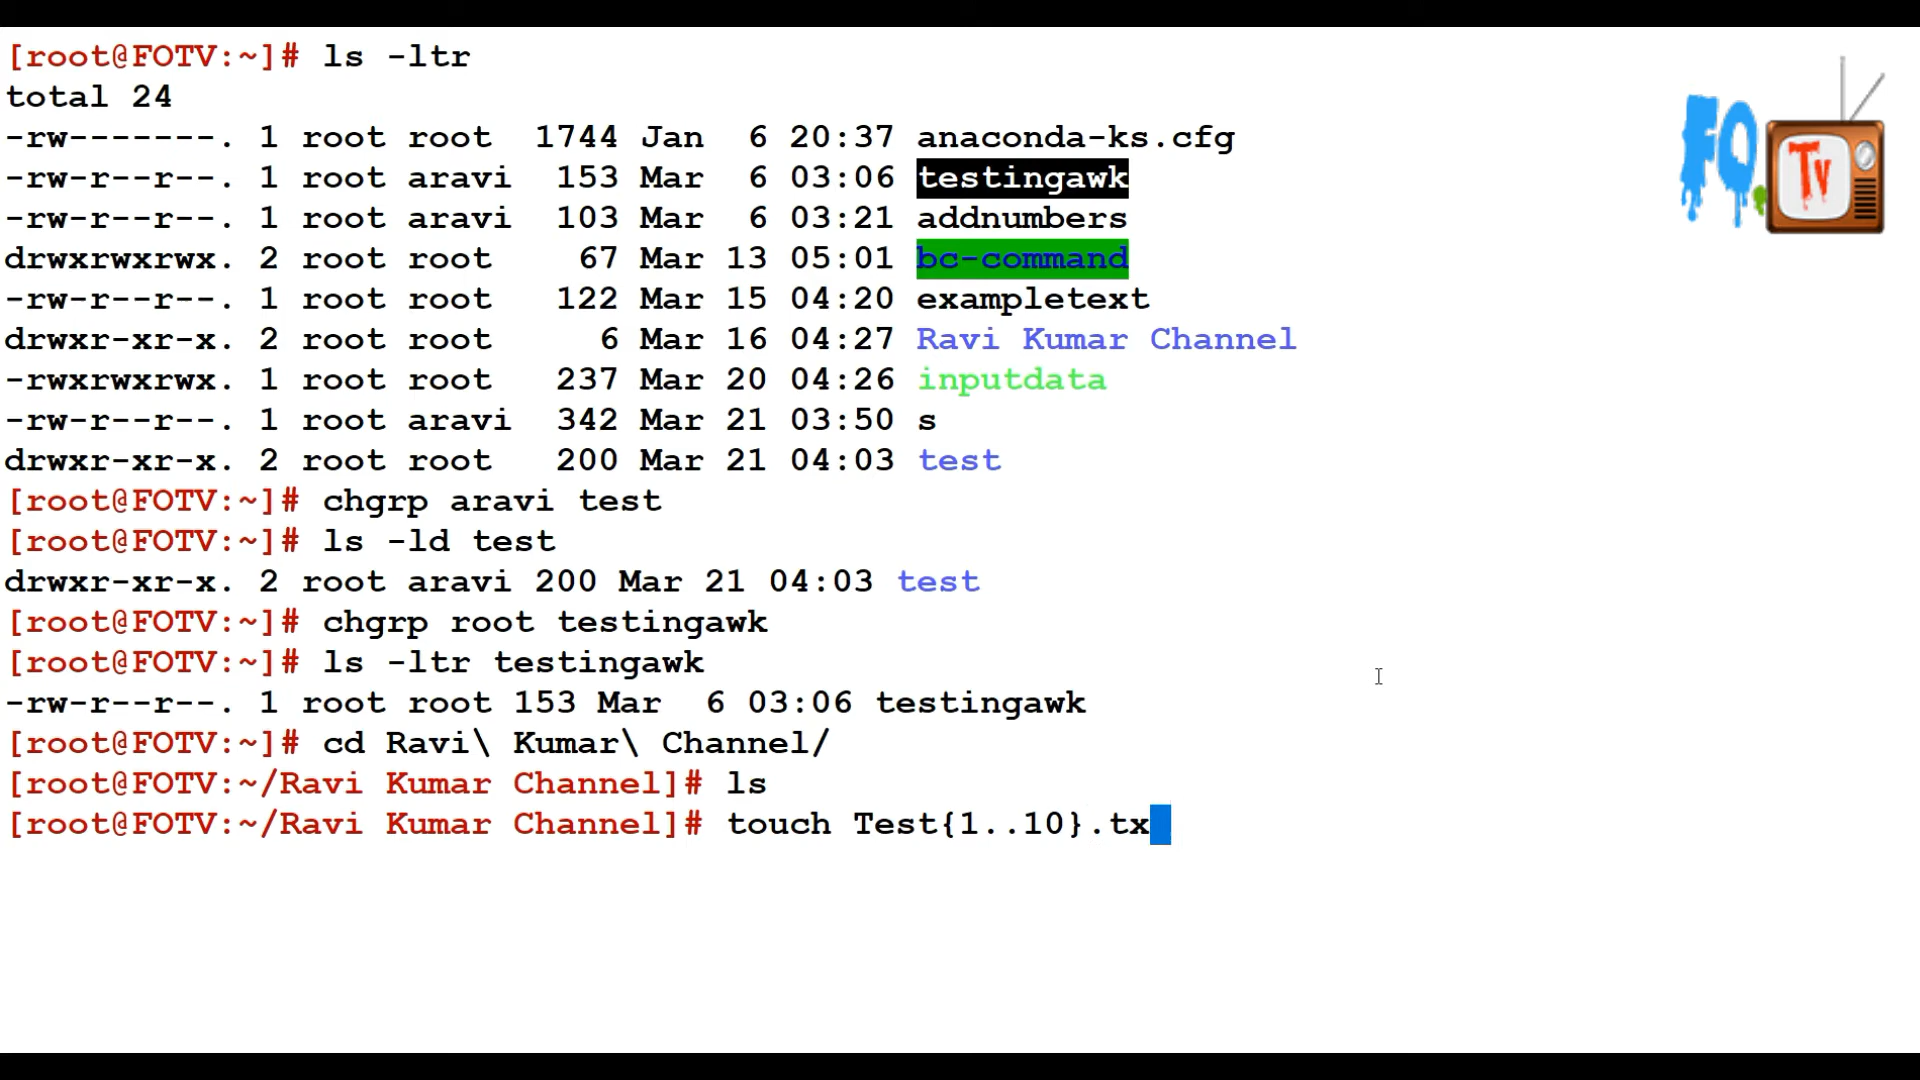 [root@FOTV:~]# ls -ltr
total 24
-rw-------. 1 root root  1744 Jan  6 20:37 anaconda-ks.cfg
-rw-r--r--. 1 root aravi  153 Mar  6 03:06 testingawk
-rw-r--r--. 1 root aravi  103 Mar  6 03:21 addnumbers
drwxrwxrwx. 2 root root    67 Mar 13 05:01 bc-command
-rw-r--r--. 1 root root   122 Mar 15 04:20 exampletext
drwxr-xr-x. 2 root root     6 Mar 16 04:27 Ravi Kumar Channel
-rwxrwxrwx. 1 root root   237 Mar 20 04:26 inputdata
-rw-r--r--. 1 root aravi  342 Mar 21 03:50 s
drwxr-xr-x. 2 root root   200 Mar 21 04:03 test
[root@FOTV:~]# chgrp aravi test
[root@FOTV:~]# ls -ld test
drwxr-xr-x. 2 root aravi 200 Mar 21 04:03 test
[root@FOTV:~]# chgrp root testingawk
[root@FOTV:~]# ls -ltr testingawk
-rw-r--r--. 1 root root 153 Mar  6 03:06 testingawk
[root@FOTV:~]# cd Ravi\ Kumar\ Channel/
[root@FOTV:~/Ravi Kumar Channel]# ls
[root@FOTV:~/Ravi Kumar Channel]# touch Test{1..10}.tx
FO.
Tv